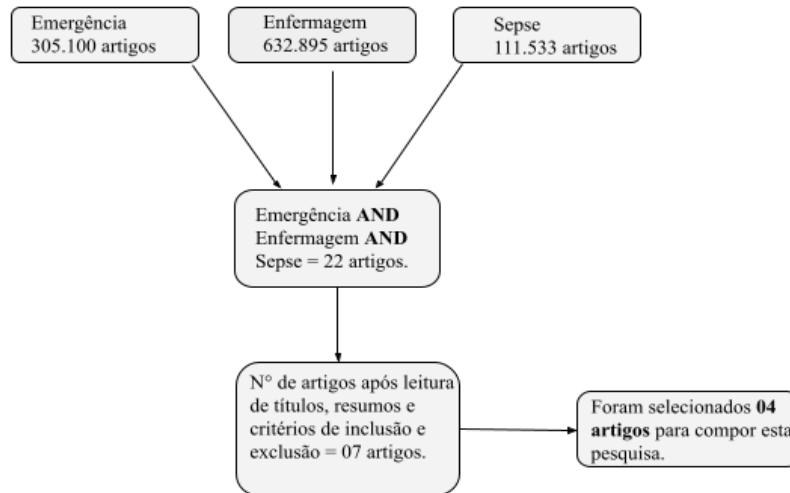 Emergência
305.100 artigos
Enfermagem
632.895 artigos
Sepse
111.533 artigos
Emergência AND
Enfermagem AND
Sepse = 22 artigos.
N° de artigos após leitura
de títulos, resumos e
critérios de inclusão e
exclusão = 07 artigos.
Foram selecionados 04
artigos para compor esta
pesquisa.